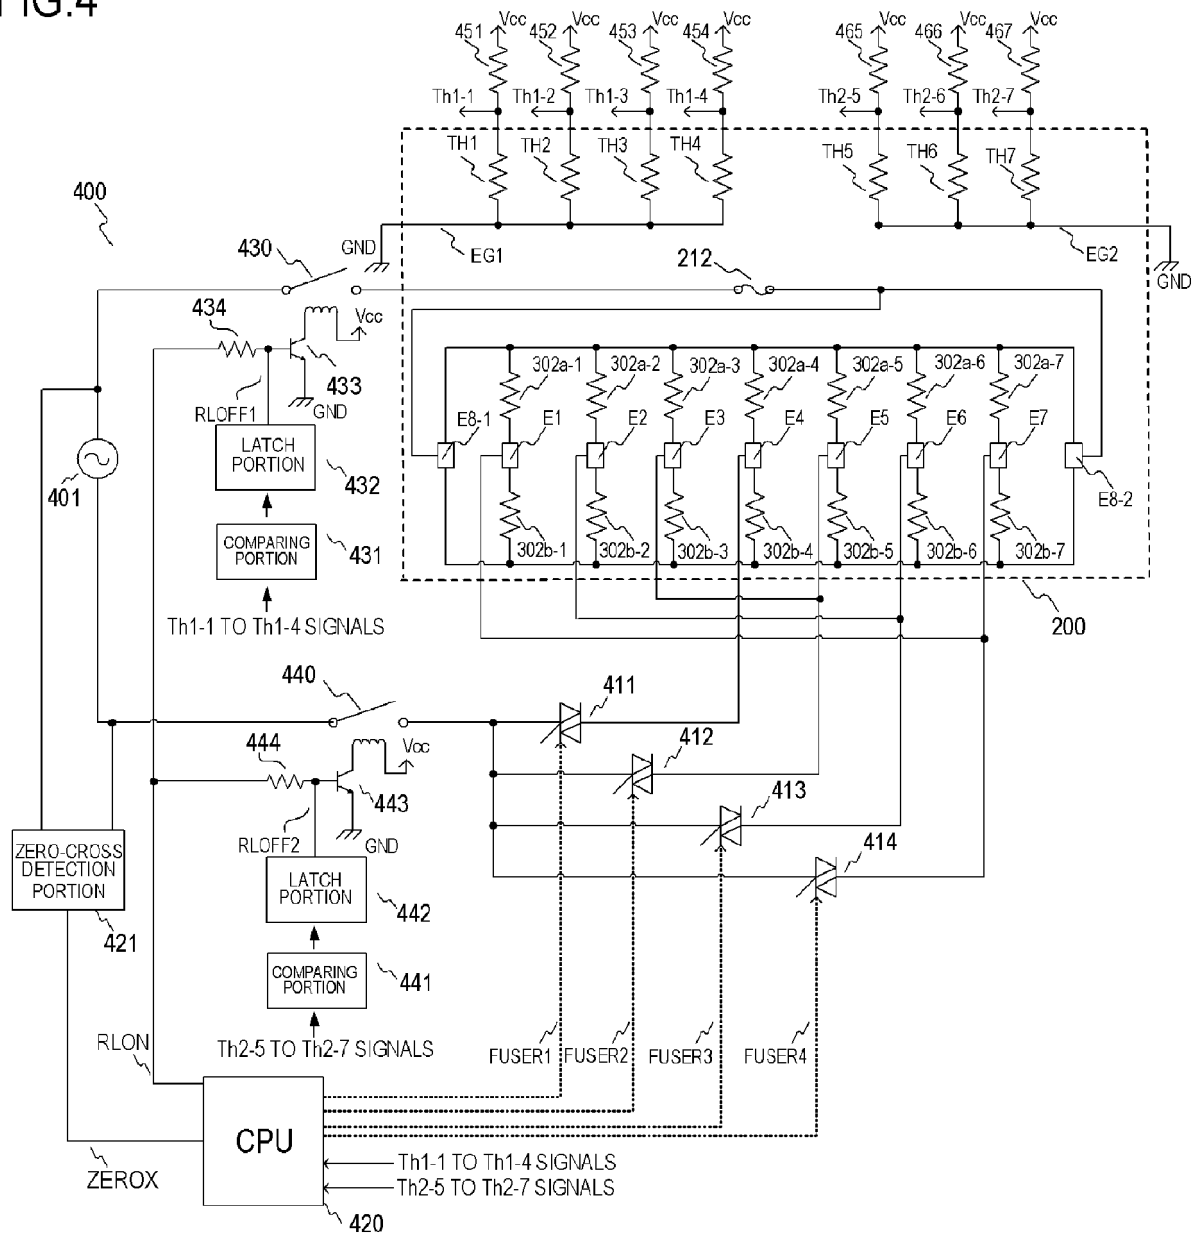 FIG.4
Vcc Vcc Vcc Vcc Vcc Vcc Vcc
451 452 453 454 465 466 467
Th1-1 Th1-2 Th1-3 Th1-4 Th2-5 Th2-6 Th2-7
TH1 TH2 TH3 TH4 TH5 TH6 TH7
400
GND EG1 EG2
430 212 GND
434 Vcc
433
302a-1 302a-2 302a-3 302a-4 302a-5 302a-6 302a-7
RLOFF1 GND
E8-1 E1 E2 E3 E4 E5 E6 E7
LATCH
PORTION
432
401
E8-2
COMPARING
PORTION
431
302b-1 302b-2 302b-3 302b-4 302b-5 302b-6 302b-7
Th1-1 TO Th1-4 SIGNALS
200
440 411
444 Vcc 412
443 413
RLOFF2 GND 414
ZERO-CROSS
DETECTION
PORTION
421
LATCH
PORTION
442
COMPARING
PORTION
441
RLON
Th2-5 TO Th2-7 SIGNALS
FUSER1 FUSER2 FUSER3 FUSER4
CPU
ZEROX
Th1-1 TO Th1-4 SIGNALS
Th2-5 TO Th2-7 SIGNALS
420